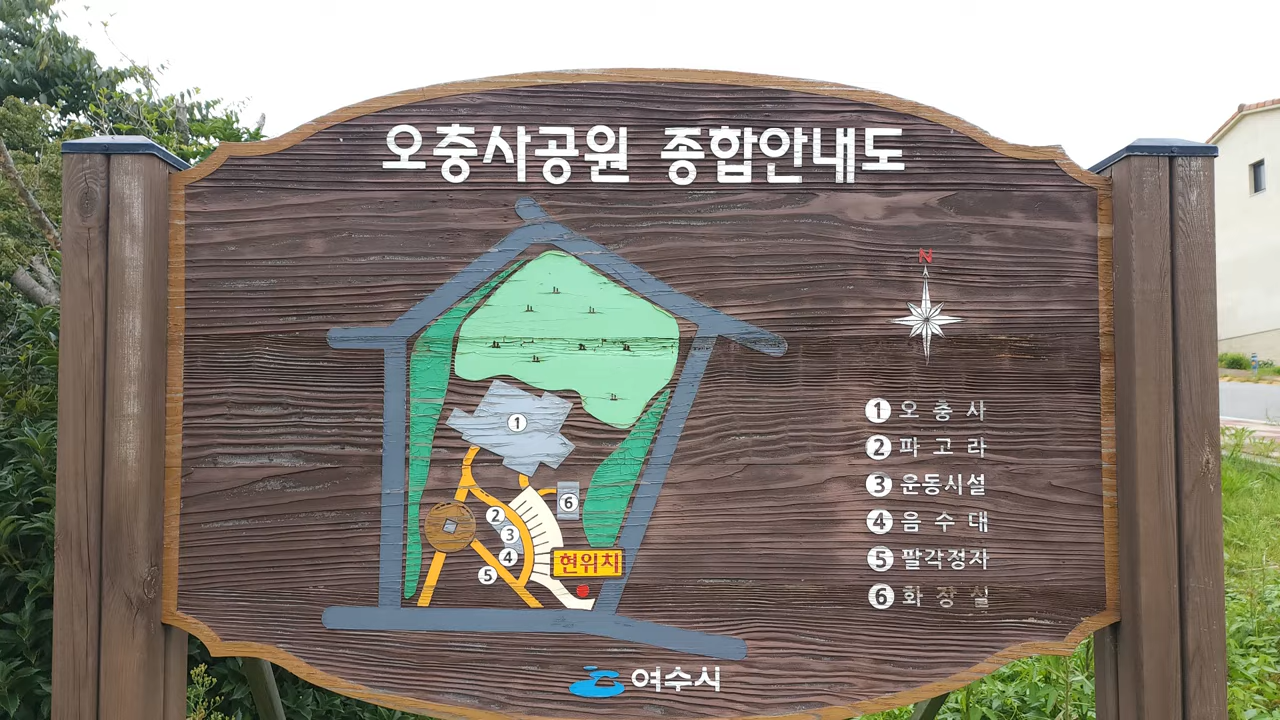 오충사공원 종합안내도
N
1 오충사
2 파고라
3 운동시설
4 음수대
5 팔각정자
6 화장실
1
6
2
3
4
5
현위치
여수시